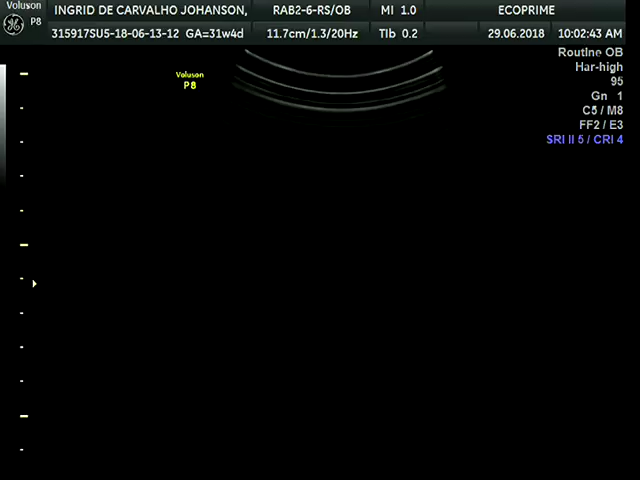 Voluson
P8
INGRID DE CARVALHO JOHANSON,
315917SU5-18-06-13-12 GA=31w4d
RAB2-6-RS/OB
11.7cm/1.3/20Hz
MI 1.0
TIb 0.2
ECOPRIME
29.06.2018 10:02:43 AM
Voluson
P8
Routine OB
Har-high
95
Gn 1
C5 / M8
FF2 / E3
SRI II 5 / CRI 4